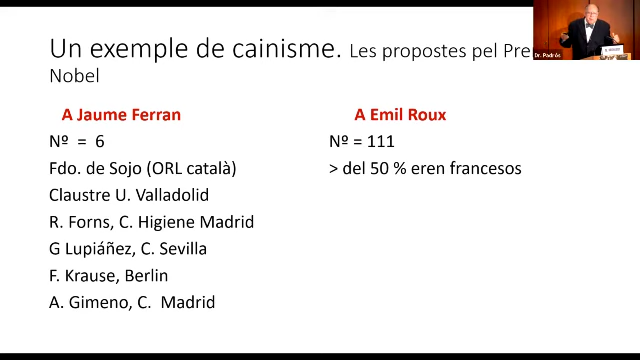 Un exemple de cainisme. Les propostes pel Pre
Nobel
A Jaume Ferran
Nº = 6
Fdo. de Sojo (ORL català)
Claustre U. Valladolid
R. Forns, C. Higiene Madrid
G Lupiáñez, C. Sevilla
F. Krause, Berlin
A. Gimeno, C. Madrid
A Emil Roux
Nº = 111
> del 50 % eren francesos
Dr. Padrós